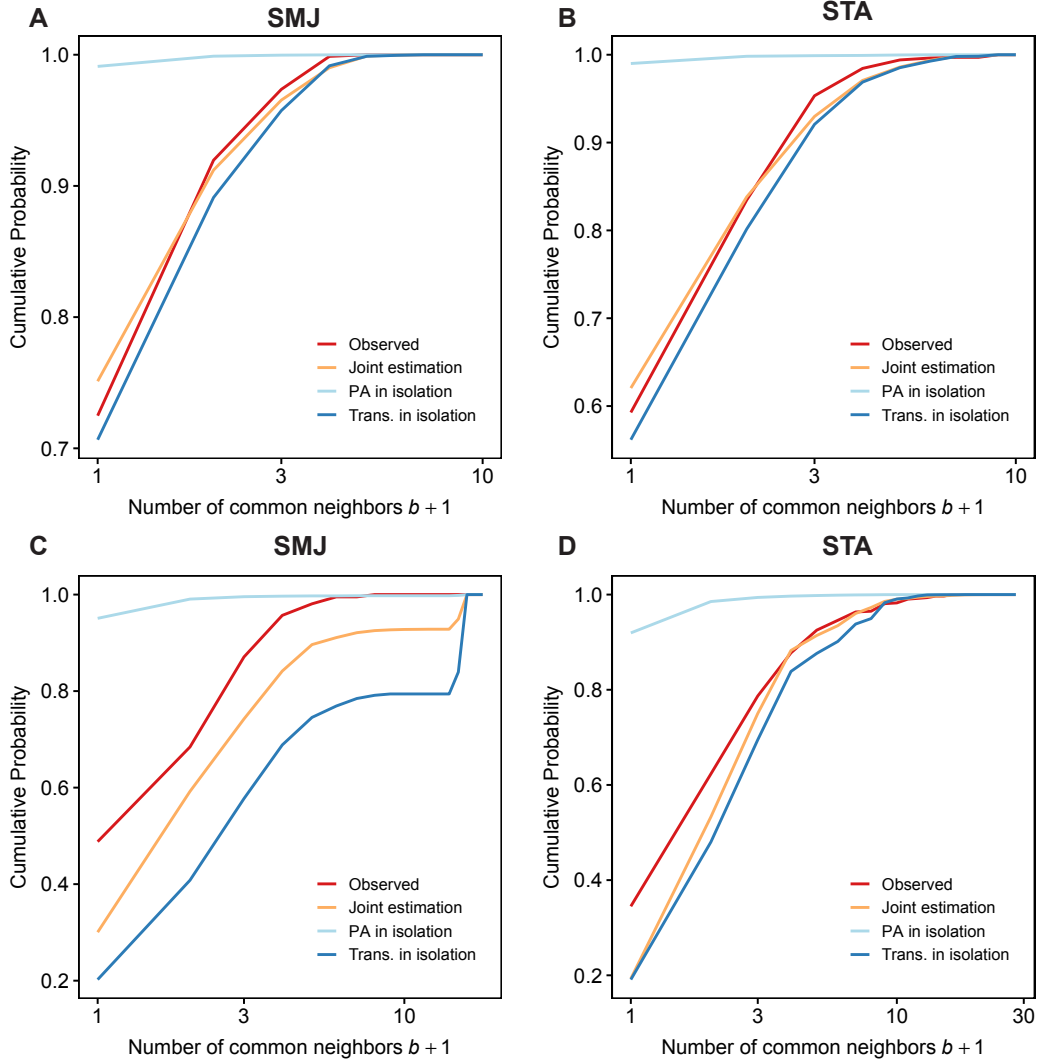 A
SMJ
Cumulative Probability
1.0
0.9
0.8
0.7
Observed
Joint estimation
PA in isolation
Trans. in isolation
1
3
10
Number of common neighbors b + 1
B
STA
Cumulative Probability
1.0
0.9
0.8
0.7
0.6
Observed
Joint estimation
PA in isolation
Trans. in isolation
1
3
10
Number of common neighbors b + 1
C
SMJ
Cumulative Probability
1.0
0.8
0.6
0.4
0.2
Observed
Joint estimation
PA in isolation
Trans. in isolation
1
3
10
Number of common neighbors b + 1
D
STA
Cumulative Probability
1.0
0.8
0.6
0.4
0.2
Observed
Joint estimation
PA in isolation
Trans. in isolation
1
3
10
30
Number of common neighbors b + 1